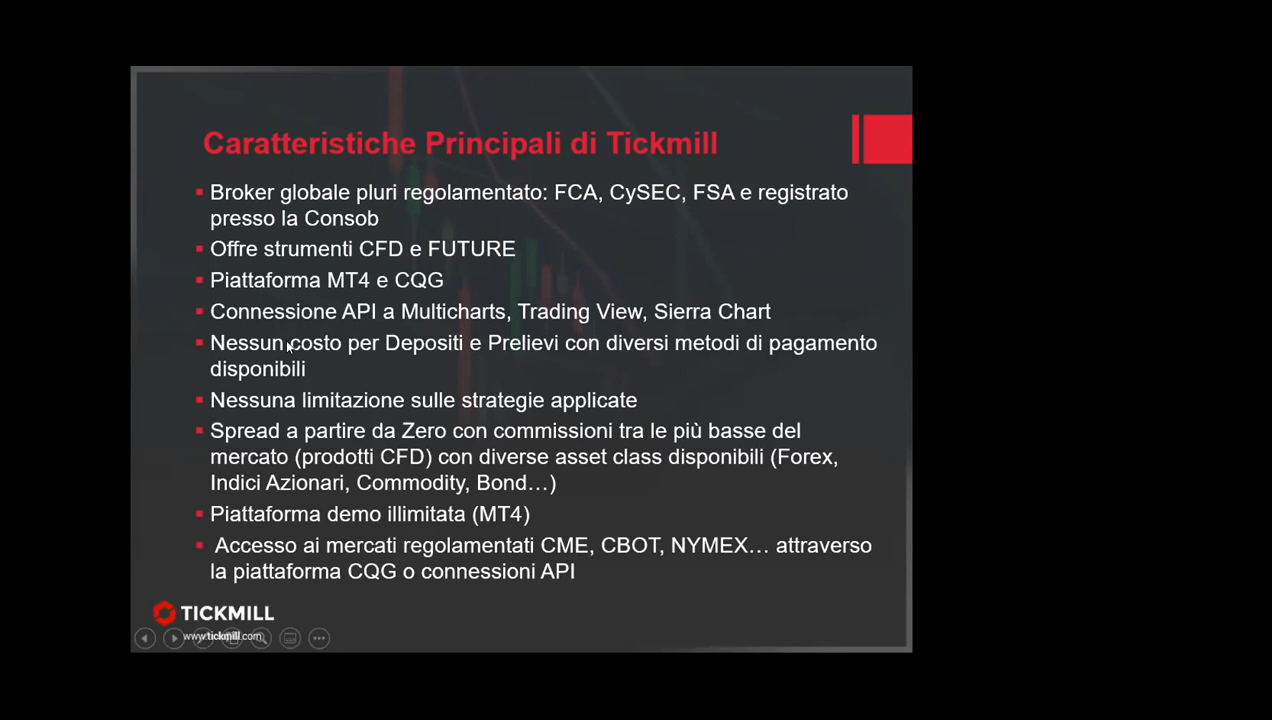 Caratteristiche Principali di Tickmill
Broker globale pluri regolamentato: FCA, CySEC, FSA e registrato
presso la Consob
Offre strumenti CFD e FUTURE
Piattaforma MT4 e CQG
Connessione API a Multicharts, Trading View, Sierra Chart
Nessun costo per Depositi e Prelievi con diversi metodi di pagamento
disponibili
Nessuna limitazione sulle strategie applicate
Spread a partire da Zero con commissioni tra le più basse del
mercato (prodotti CFD) con diverse asset class disponibili (Forex,
Indici Azionari, Commodity, Bond…)
Piattaforma demo illimitata (MT4)
Accesso ai mercati regolamentati CME, CBOT, NYMEX… attraverso
la piattaforma CQG o connessioni API
TICKMILL
www.tickmill.com